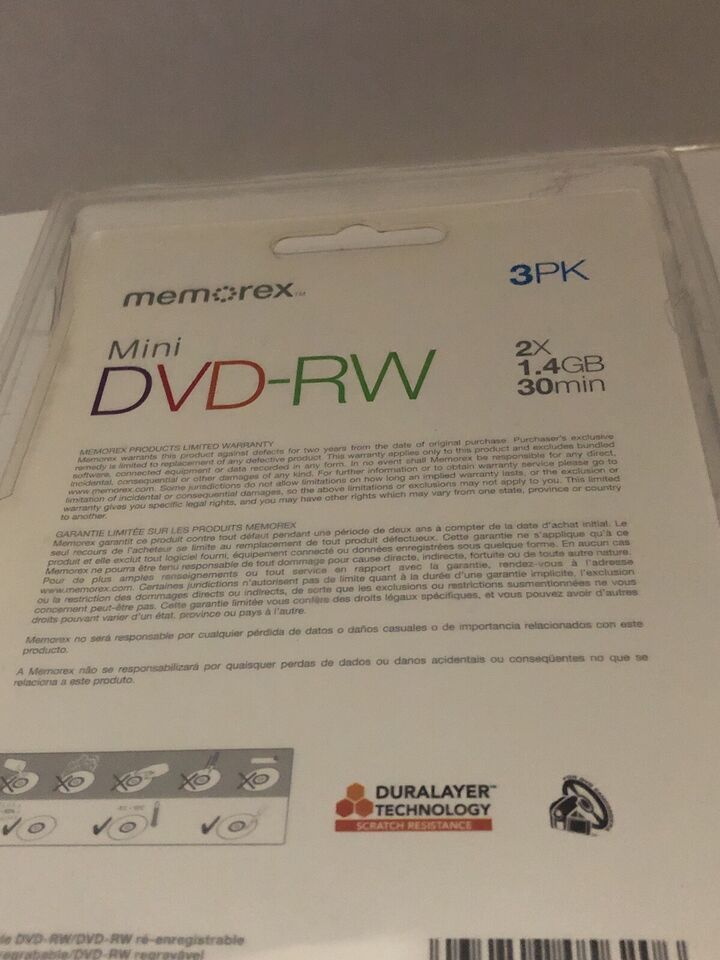 memorex™
3PK
Mini
DVD-RW
2X
1.4GB
30min
MEMOREX PRODUCTS LIMITED WARRANTY
Memorex warrants this product against defects for two years from the date of original purchase. Purchaser's exclusive
remedy is limited to replacement of any defective product. This warranty applies only to this product and excludes bundled
software, connected equipment or data recorded in any form. In no event shall Memorex be responsible for any direct,
incidental, consequential or other damages of any kind. For further information or to obtain warranty service please go to
www.memorex.com. Some jurisdictions do not allow limitations on how long an implied warranty lasts, or the exclusion or
limitation of incidental or consequential damages, so the above limitations or exclusions may not apply to you. This limited
warranty gives you specific legal rights, and you may have other rights which may vary from one state, province or country
to another.
GARANTIE LIMITÉE SUR LES PRODUITS MEMOREX
Memorex garantit ce produit contre tout défaut pendant une période de deux ans à compter de la date d'achat initial. Le
seul recours de l'acheteur se limite au remplacement de tout produit défectueux. Cette garantie ne s'applique qu'à ce
produit et elle exclut tout logiciel fourni, équipement connecté ou données enregistrées sous quelque forme. En aucun cas
Memorex ne pourra être tenu responsable de tout dommage pour cause directe, indirecte, fortuite ou de toute autre nature.
Pour de plus amples renseignements ou tout service en rapport avec la garantie, rendez-vous à l'adresse
www.memorex.com. Certaines juridictions n'autorisent pas de limite quant à la durée d'une garantie implicite, l'exclusion
ou la restriction des dommages directs ou indirects, de sorte que les exclusions ou restrictions susmentionnées ne vous
concernent peut-être pas. Cette garantie limitée vous confère des droits légaux spécifiques, et vous pouvez avoir d'autres
droits pouvant varier d'un état, province ou pays à l'autre.
Memorex no será responsable por cualquier pérdida de datos o daños casuales o de importancia relacionados con este
producto.
A Memorex não se responsabilizará por quaisquer perdas de dados ou danos acidentais ou conseqüentes no que se
relaciona a este produto.
DURALAYER™
TECHNOLOGY
SCRATCH RESISTANCE
DVD-RW/DVD-RW ré-enregistrable
DVD-RW regravável